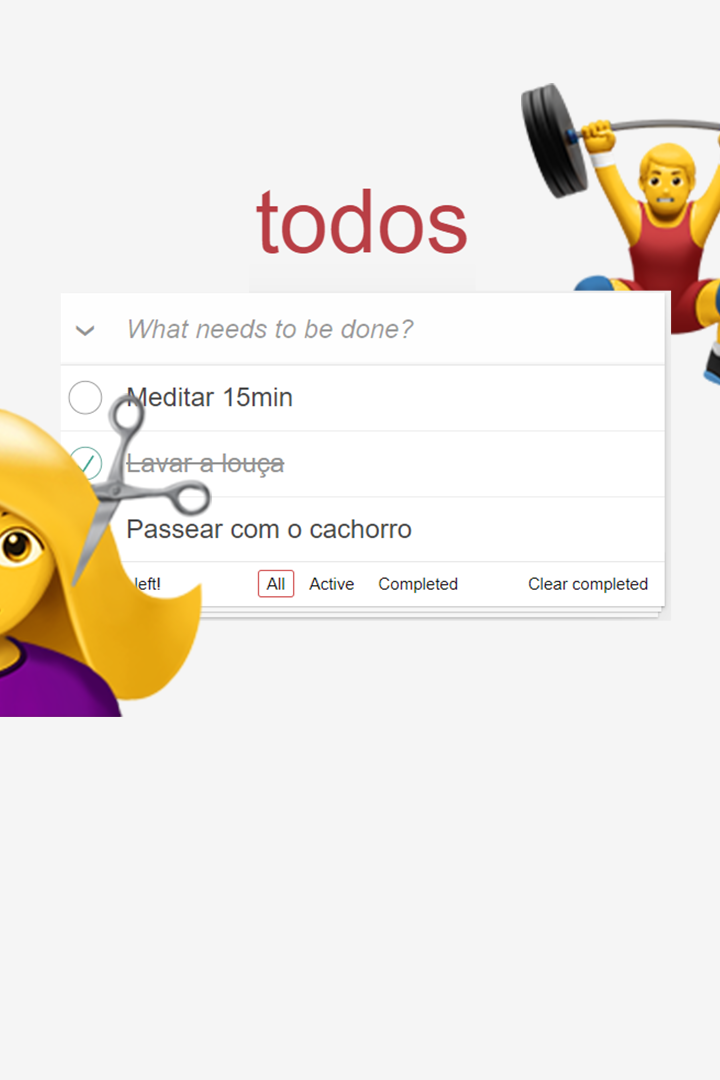 todos
What needs to be done?
Meditar 15min
Lavar a louça
Passear com o cachorro
left!
All
Active
Completed
Clear completed